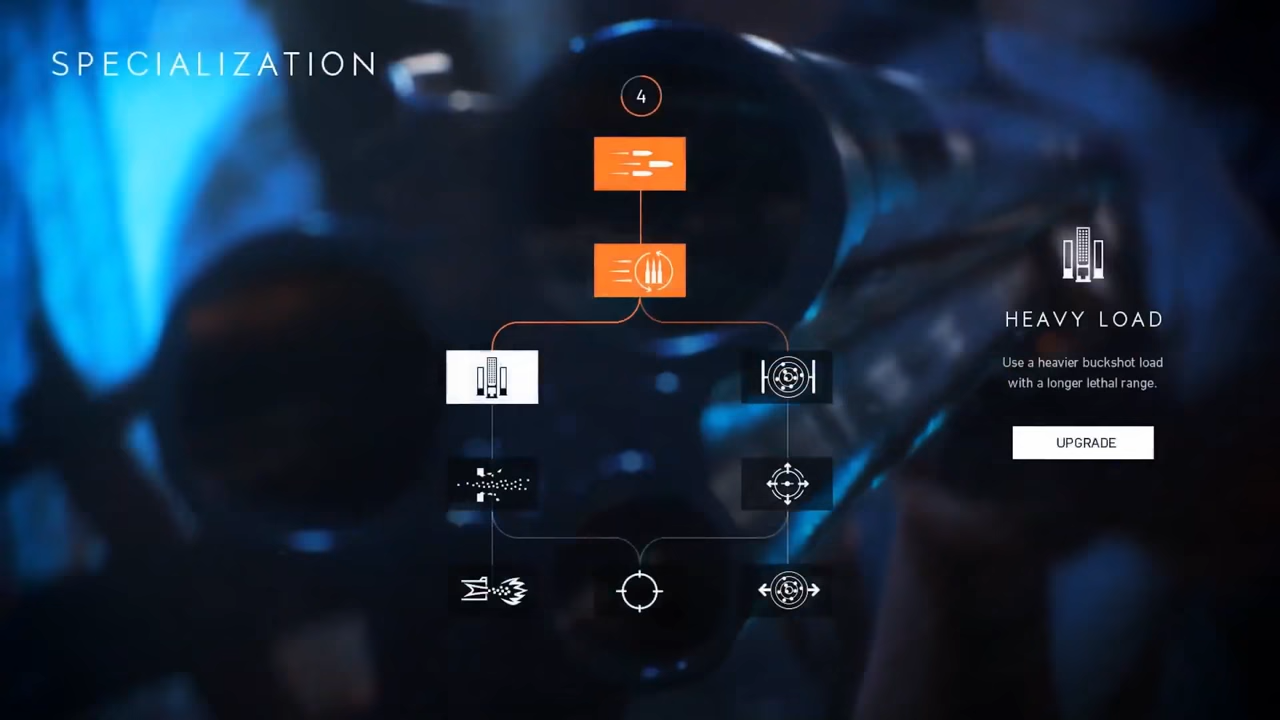 SPECIALIZATION
4
HEAVY LOAD
Use a heavier buckshot load
with a longer lethal range.
UPGRADE